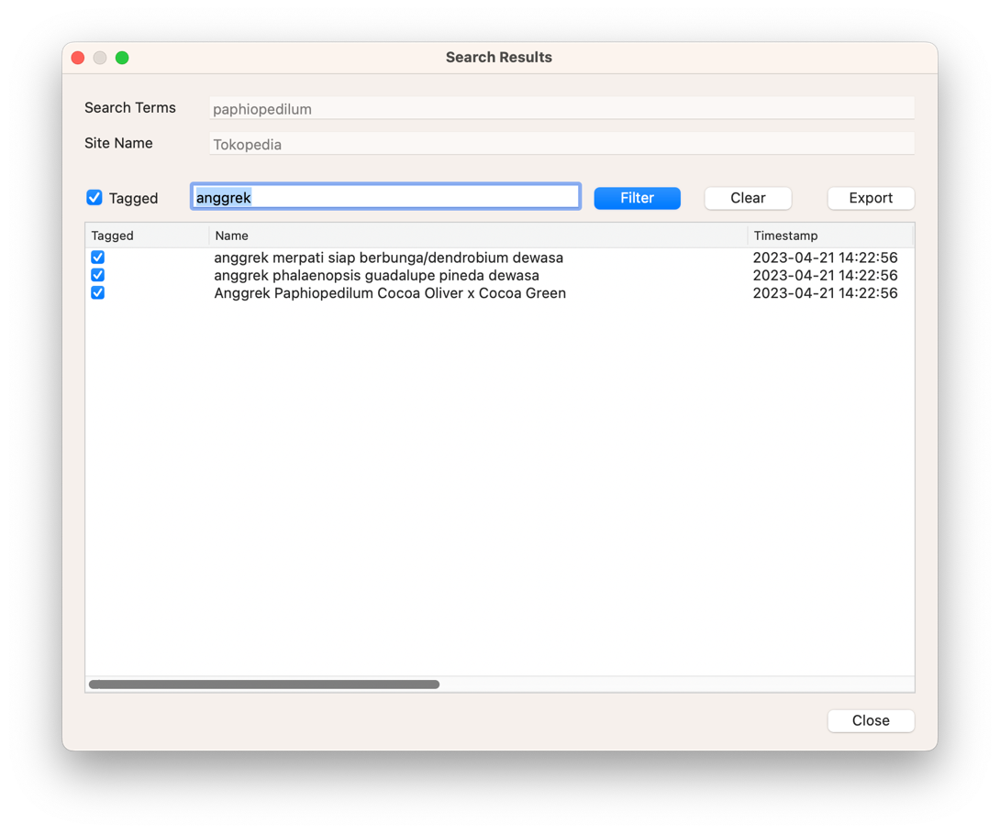 Search Results
Search Terms paphiopedilum
Site Name Tokopedia
Tagged anggrek Filter Clear Export
Tagged Name Timestamp
anggrek merpati siap berbunga/dendrobium dewasa 2023-04-21 14:22:56
anggrek phalaenopsis guadalupe pineda dewasa 2023-04-21 14:22:56
Anggrek Paphiopedilum Cocoa Oliver x Cocoa Green 2023-04-21 14:22:56
Close